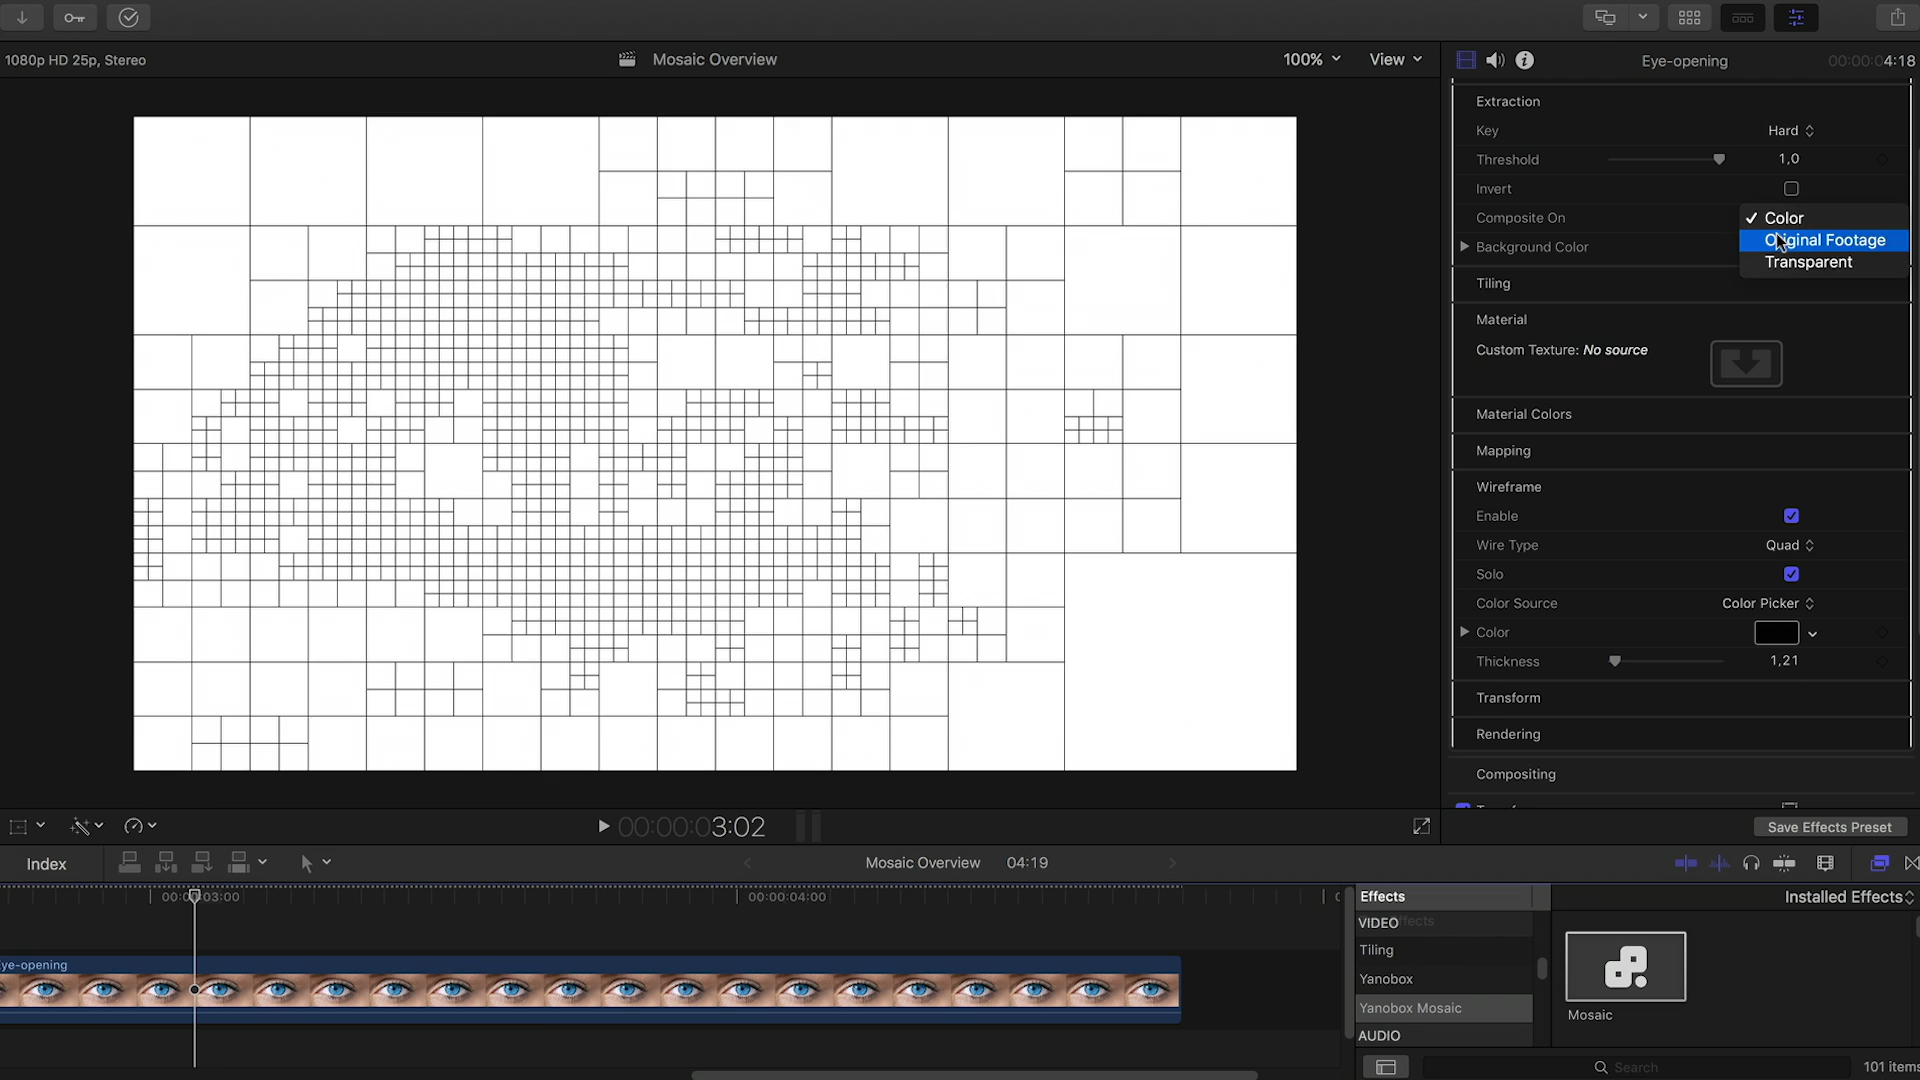 1080p HD 25p, Stereo
Mosaic Overview
100%
View
Eye-opening
00:00:04:18
Extraction
Key
Hard
Threshold
1,0
Invert
Composite On
Color
Original Footage
Transparent
Background Color
Tiling
Material
Custom Texture: No source
Material Colors
Mapping
Wireframe
Enable
Wire Type
Quad
Solo
Color Source
Color Picker
Color
Thickness
1,21
Transform
Rendering
Compositing
00:00:03:02
Save Effects Preset
Index
Mosaic Overview
04:19
00:00:03:00
00:00:04:00
ye-opening
Effects
Installed Effects
VIDEO
Tiling
Yanobox
Yanobox Mosaic
AUDIO
Mosaic
Search
101 items